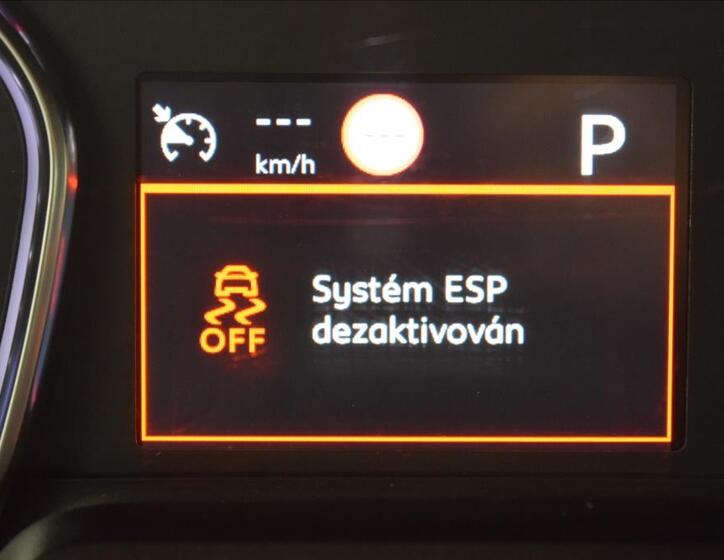 ---
km/h
---
P
Systém ESP
dezaktivován
OFF